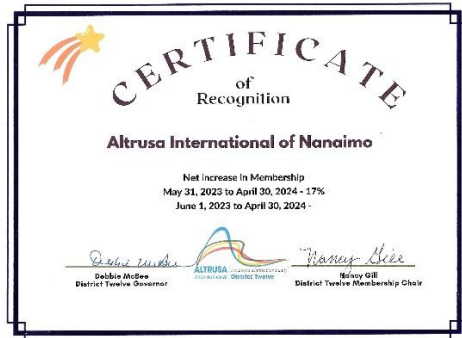 CERTIFICATE
of
Recognition
Altrusa International of Nanaimo
Net increase in Membership
May 31, 2023 to April 30, 2024 - 17%
June 1, 2023 to April 30, 2024 -
Debbie McBee
District Twelve Governor
ALTRUSA
District Twelve
Nancy Gill
Nancy Gill
District Twelve Membership Chair